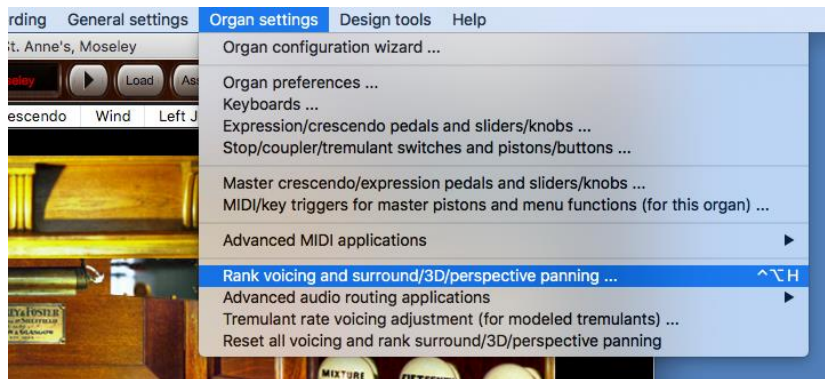 rding General settings Organ settings Design tools Help
t. Anne's, Moseley
Organ configuration wizard ...
Load
Organ preferences ...
Keyboards ...
escendo Wind Left J
Expression/crescendo pedals and sliders/knobs ...
Stop/coupler/tremulant switches and pistons/buttons ...
Master crescendo/expression pedals and sliders/knobs ...
MIDI/key triggers for master pistons and menu functions (for this organ) ...
Advanced MIDI applications
Rank voicing and surround/3D/perspective panning ... ^⌥H
Advanced audio routing applications
Tremulant rate voicing adjustment (for modeled tremulants) ...
Reset all voicing and rank surround/3D/perspective panning
MIXTURE